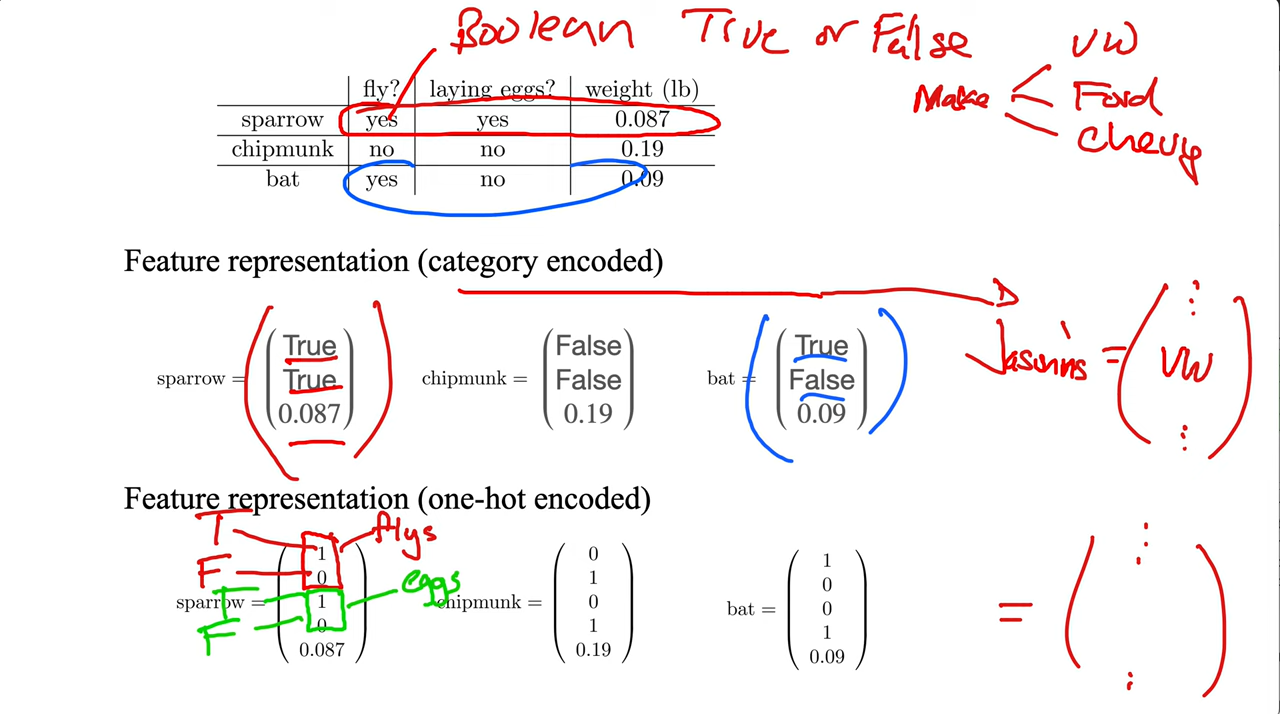 Boolean True or False
VW
Make
Ford
Chevy
fly? laying eggs? weight (lb)
sparrow yes yes 0.087
chipmunk no no 0.19
bat yes no 0.09
Feature representation (category encoded)
sparrow =
True
True
0.087
chipmunk =
False
False
0.19
bat =
True
False
0.09
=
⋮
VW
⋮
Feature representation (one-hot encoded)
T
F
T
F
flys
eggs
sparrow =
1
0
1
0
0.087
chipmunk =
0
1
0
1
0.19
bat =
1
0
0
1
0.09
=
⋮
⋮